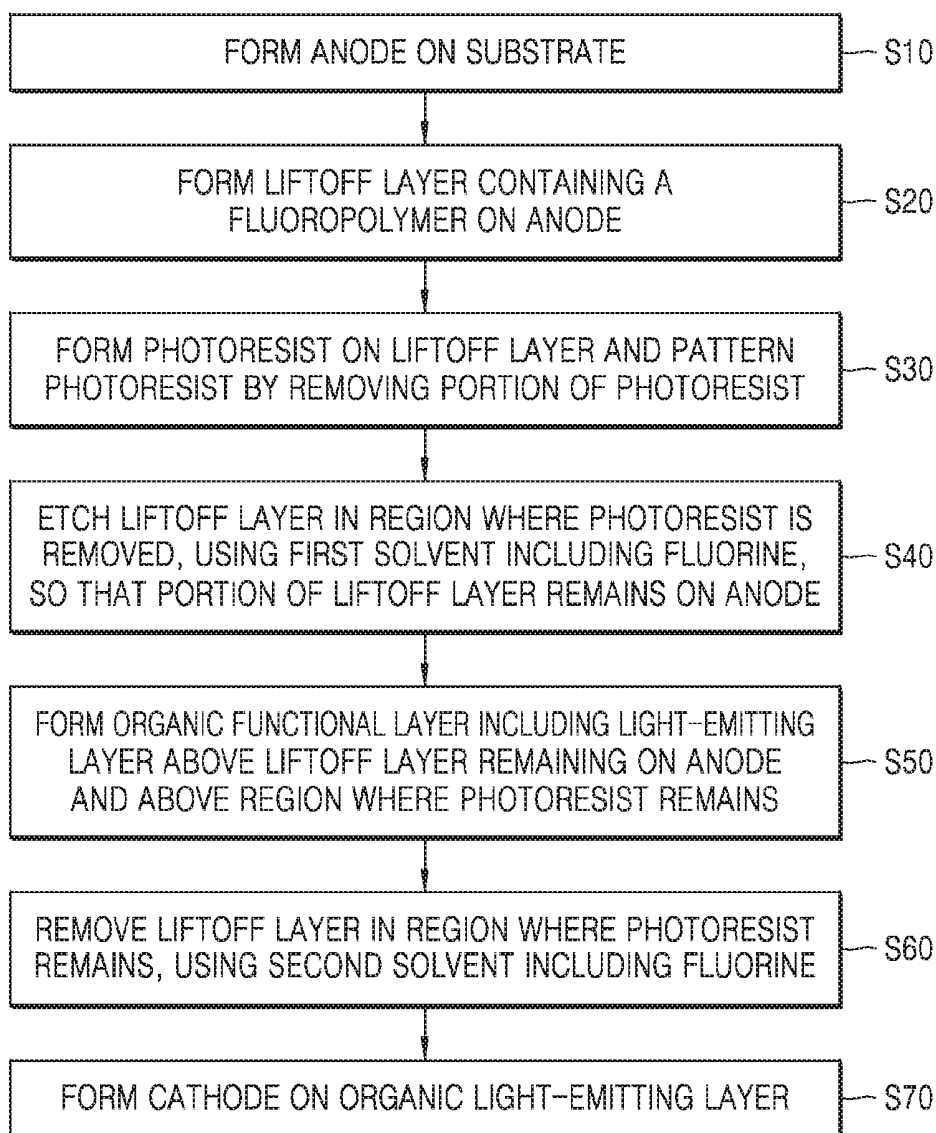 FORM ANODE ON SUBSTRATE
S10
FORM LIFTOFF LAYER CONTAINING A
FLUOROPOLYMER ON ANODE
S20
FORM PHOTORESIST ON LIFTOFF LAYER AND PATTERN
PHOTORESIST BY REMOVING PORTION OF PHOTORESIST
S30
ETCH LIFTOFF LAYER IN REGION WHERE PHOTORESIST IS
REMOVED, USING FIRST SOLVENT INCLUDING FLUORINE,
SO THAT PORTION OF LIFTOFF LAYER REMAINS ON ANODE
S40
FORM ORGANIC FUNCTIONAL LAYER INCLUDING LIGHT-EMITTING
LAYER ABOVE LIFTOFF LAYER REMAINING ON ANODE
AND ABOVE REGION WHERE PHOTORESIST REMAINS
S50
REMOVE LIFTOFF LAYER IN REGION WHERE PHOTORESIST
REMAINS, USING SECOND SOLVENT INCLUDING FLUORINE
S60
FORM CATHODE ON ORGANIC LIGHT-EMITTING LAYER
S70